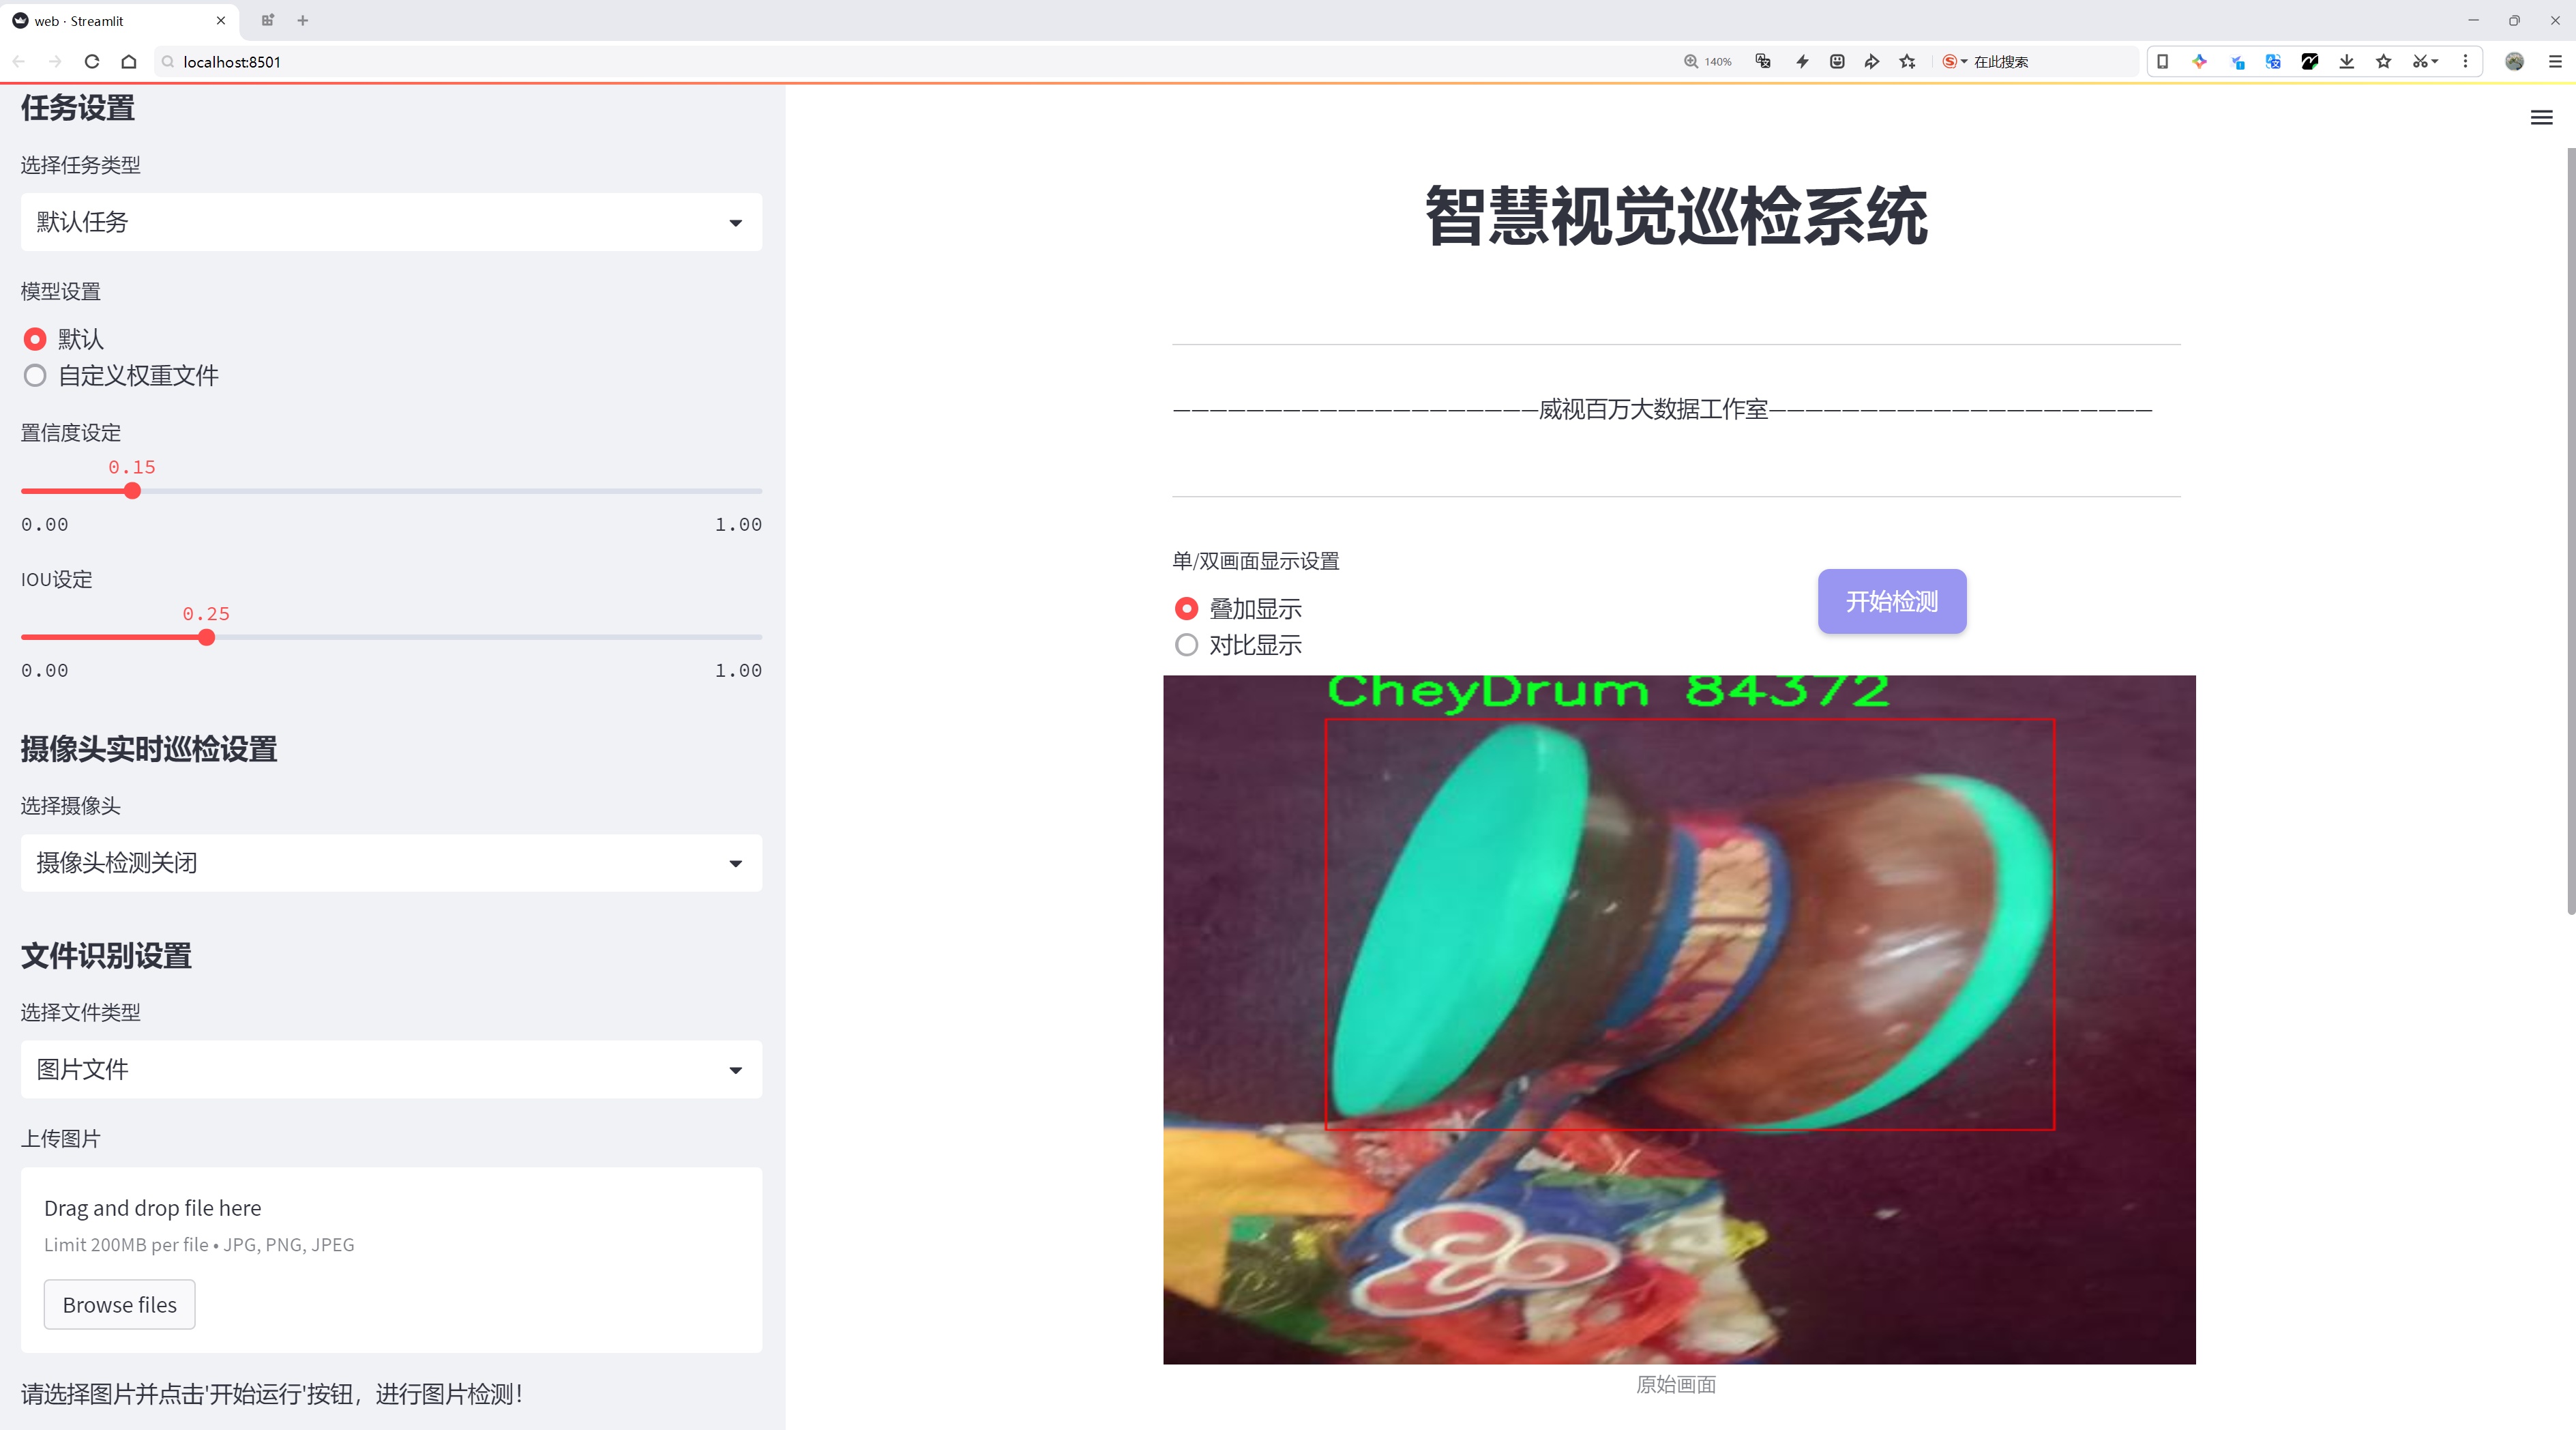 web · Streamlit
localhost:8501
140%
在此搜索
任务设置
选择任务类型
默认任务
模型设置
默认
自定义权重文件
置信度设定
0.15
0.00 1.00
IOU设定
0.25
0.00 1.00
摄像头实时巡检设置
选择摄像头
摄像头检测关闭
文件识别设置
选择文件类型
图片文件
上传图片
Drag and drop file here
Limit 200MB per file • JPG, PNG, JPEG
Browse files
请选择图片并点击'开始运行'按钮，进行图片检测！
智慧视觉巡检系统
————————————————————威视百万大数据工作室—————————————————————
单/双画面显示设置
叠加显示
对比显示
开始检测
CheyDrum 84372
原始画面